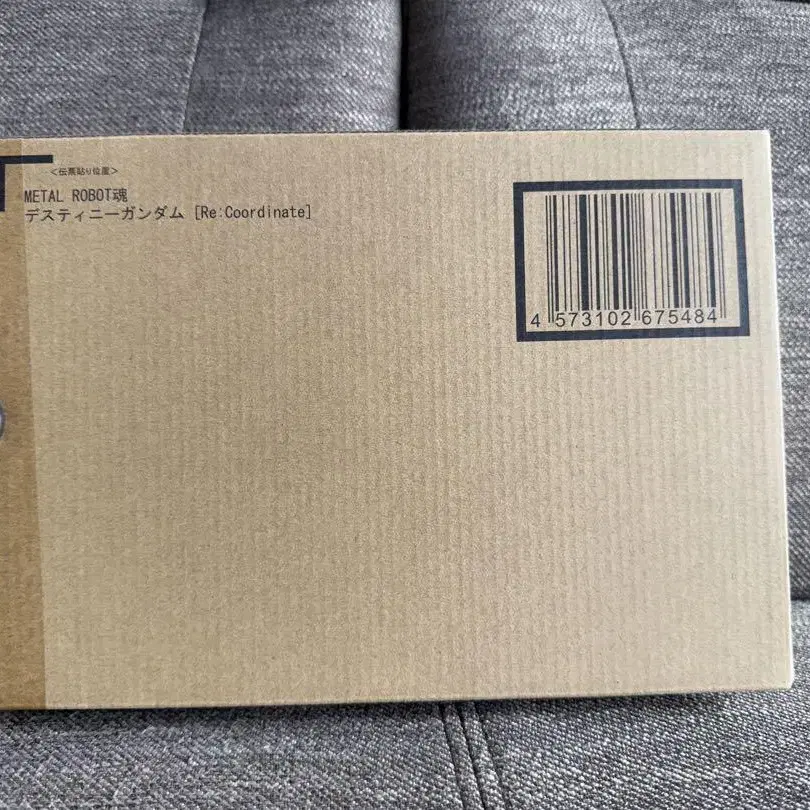 <伝票貼り位置>
METAL ROBOT魂
デスティニーガンダム [Re:Coordinate]
4 573102 675484